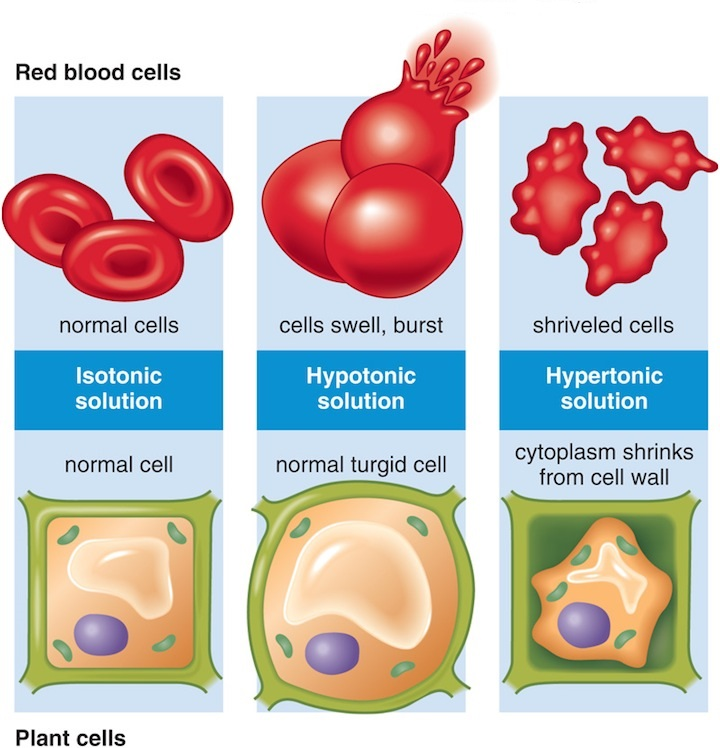 Red blood cells
normal cells
cells swell, burst
shriveled cells
Isotonic
solution
Hypotonic
solution
Hypertonic
solution
normal cell
normal turgid cell
cytoplasm shrinks
from cell wall
Plant cells